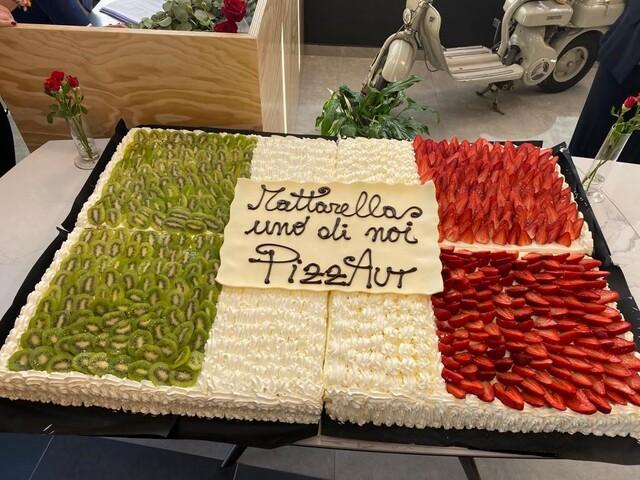 Mattarella
uno di noi
PizzAut